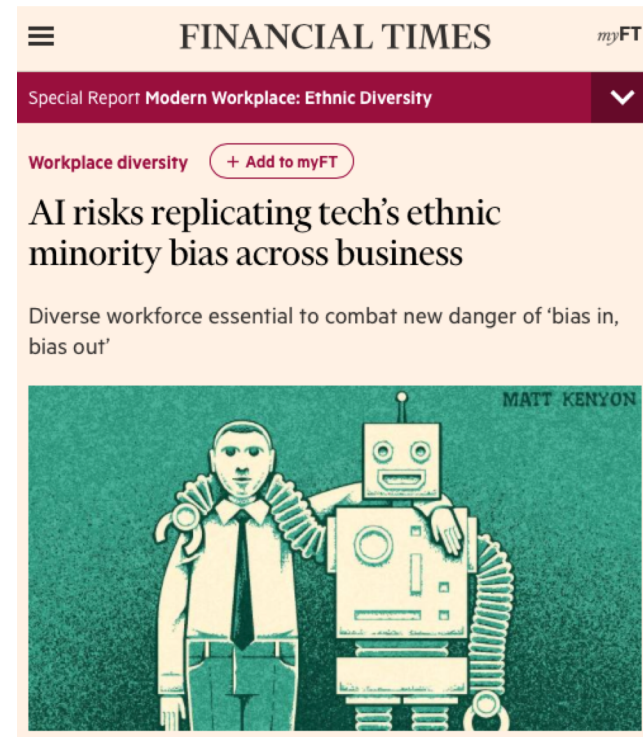 FINANCIAL TIMES
myFT
Special Report Modern Workplace: Ethnic Diversity
Workplace diversity
+ Add to myFT
AI risks replicating tech’s ethnic
minority bias across business
Diverse workforce essential to combat new danger of ‘bias in,
bias out’
MATT KENYON